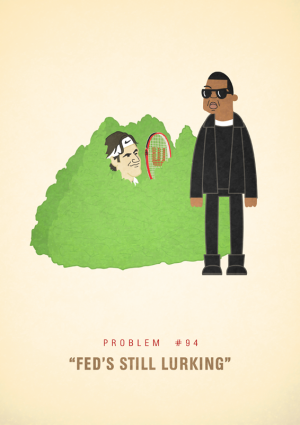 W
PROBLEM #94
“FED’S STILL LURKING”